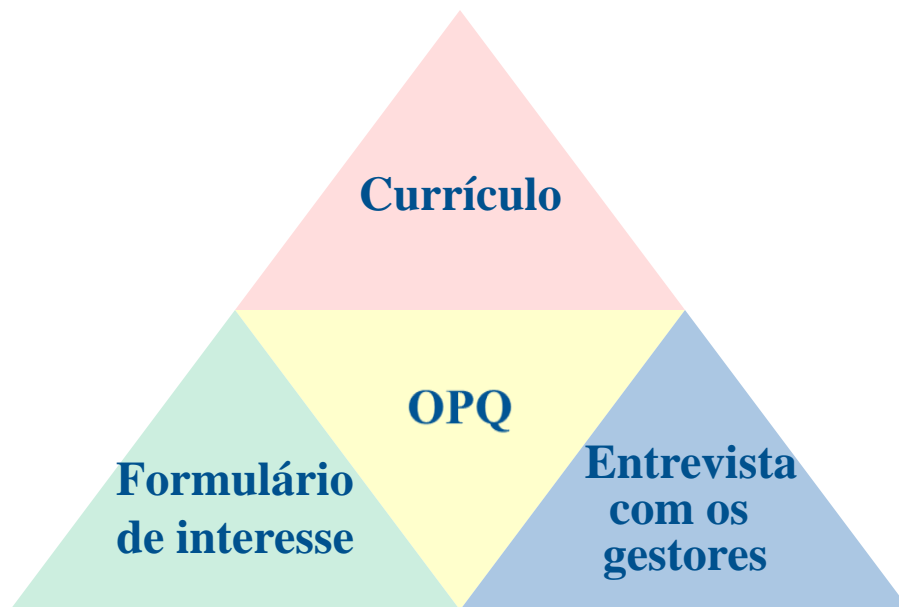 Currículo
OPQ
Formulário
de interesse
Entrevista
com os
gestores